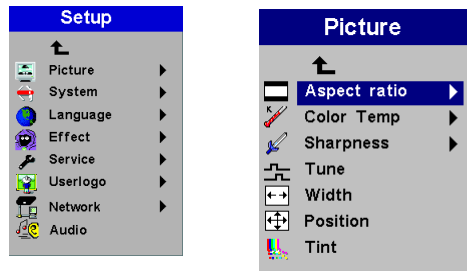 Setup
Picture
System
Language
Effect
Service
Userlogo
Network
Audio
Picture
Aspect ratio
K
Color Temp
Sharpness
Tune
Width
Position
Tint